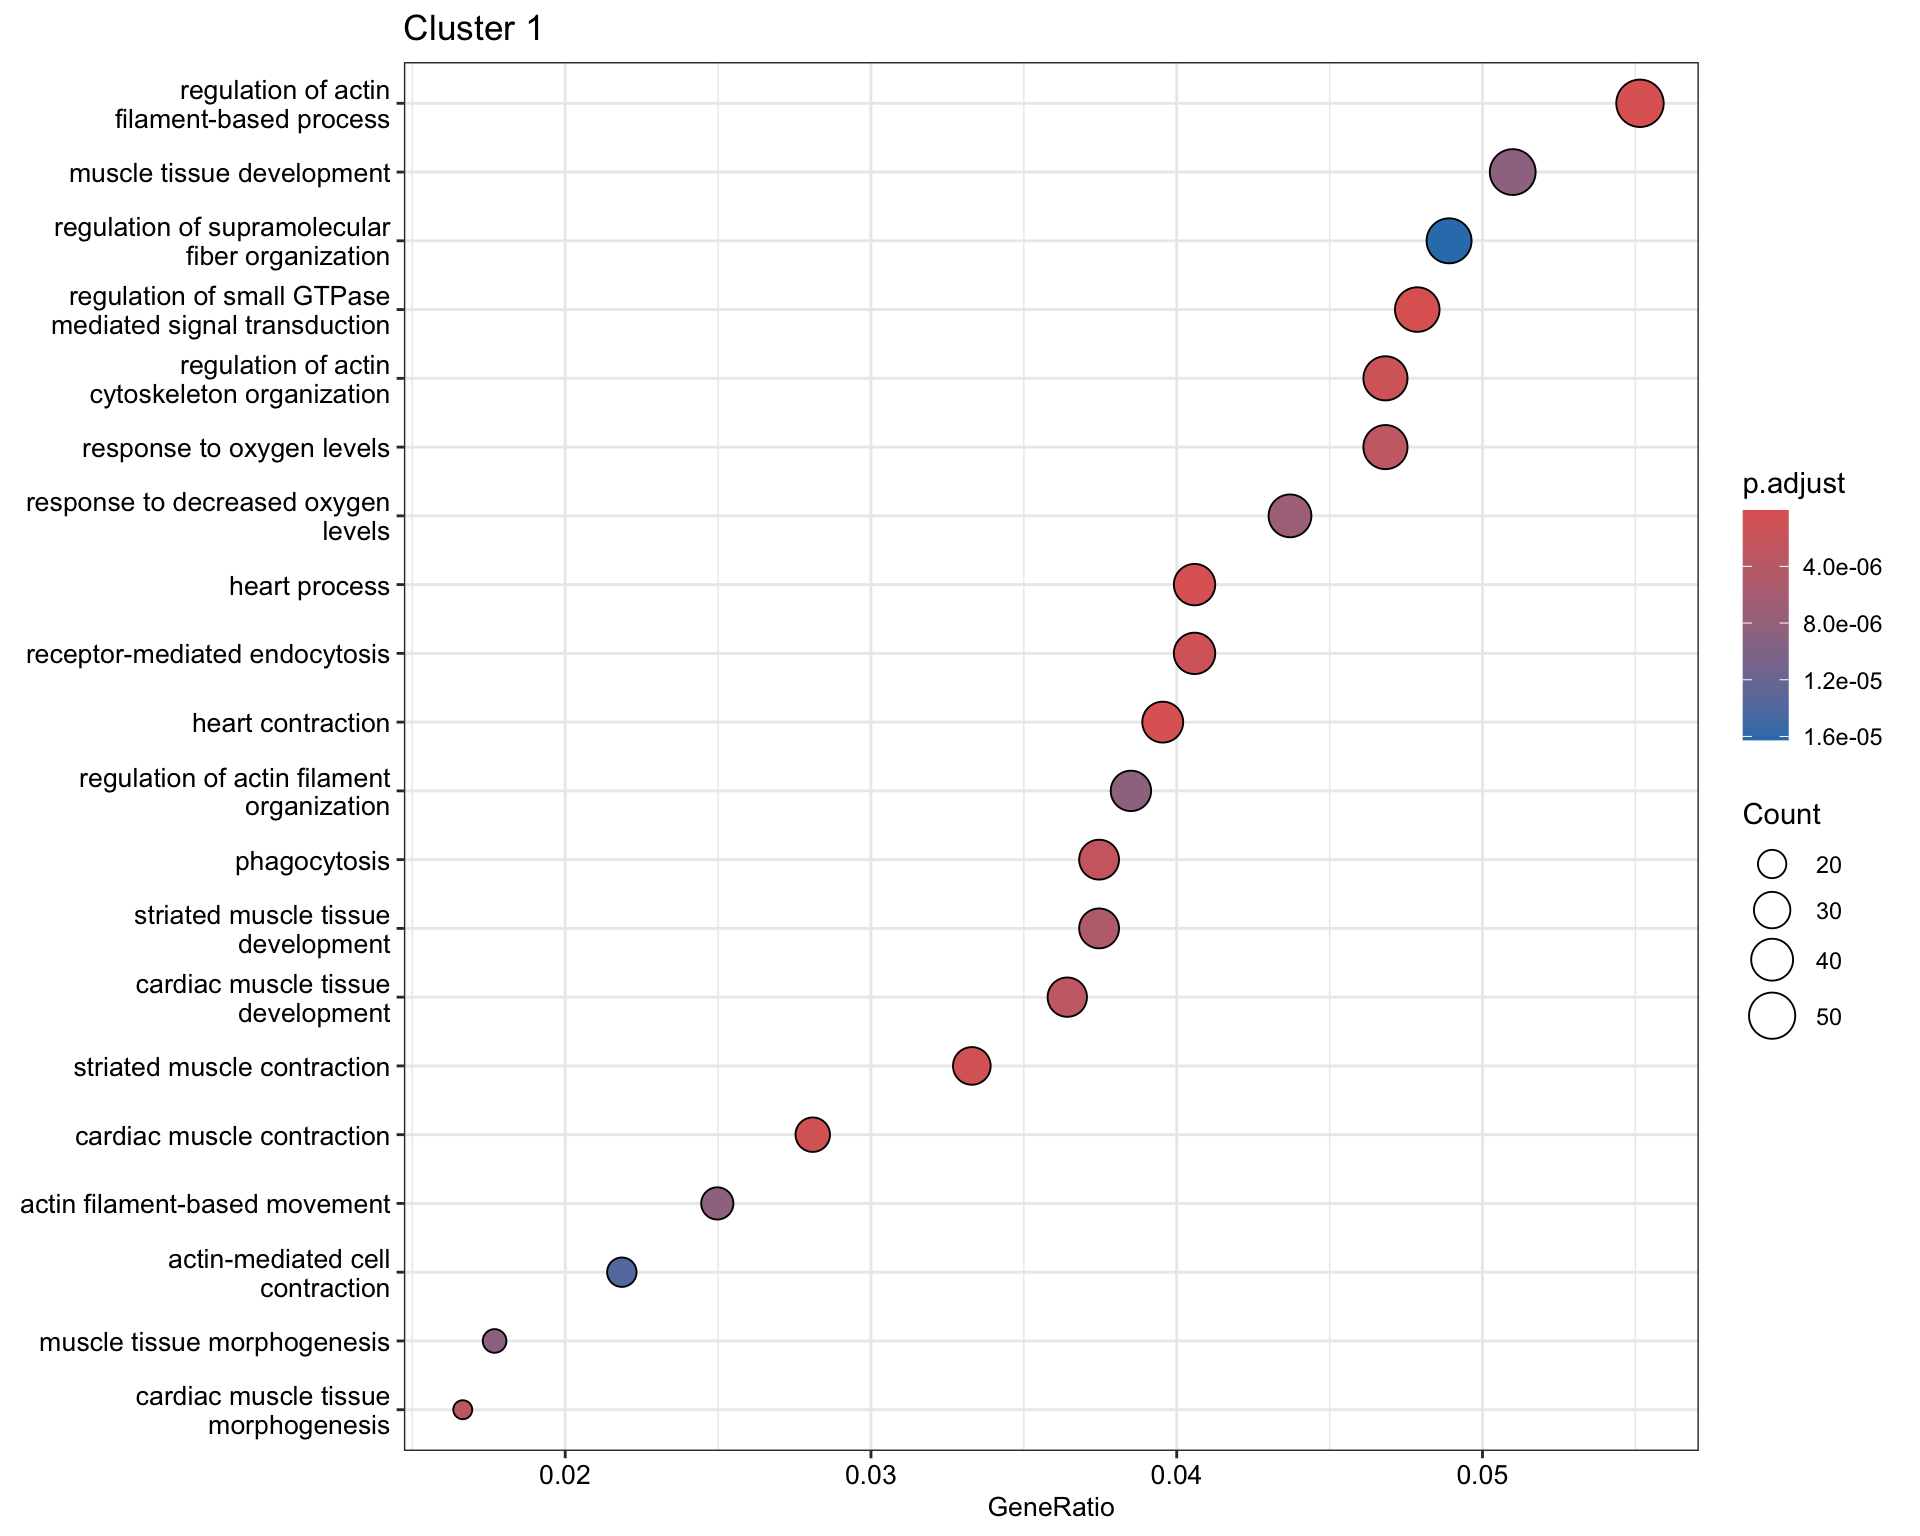 Cluster 1
regulation of actin
filament-based process
muscle tissue development
regulation of supramolecular
fiber organization
regulation of small GTPase
mediated signal transduction
regulation of actin
cytoskeleton organization
response to oxygen levels
response to decreased oxygen
levels
heart process
receptor-mediated endocytosis
heart contraction
regulation of actin filament
organization
phagocytosis
striated muscle tissue
development
cardiac muscle tissue
development
striated muscle contraction
cardiac muscle contraction
actin filament-based movement
actin-mediated cell
contraction
muscle tissue morphogenesis
cardiac muscle tissue
morphogenesis
0.02 0.03 0.04 0.05
GeneRatio
p.adjust
4.0e-06
8.0e-06
1.2e-05
1.6e-05
Count
20
30
40
50